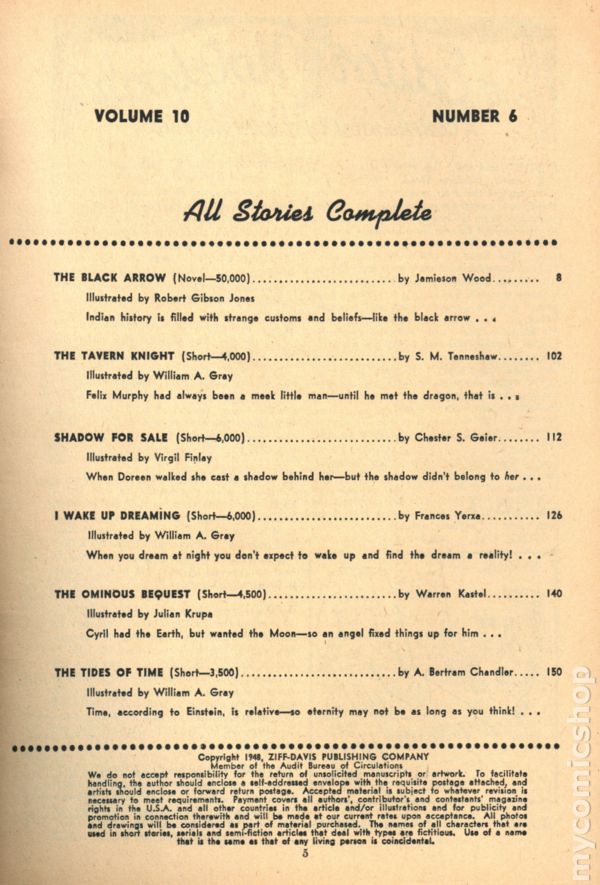 VOLUME 10 NUMBER 6
All Stories Complete
THE BLACK ARROW (Novel—50,000)..........................by Jamieson Wood......... 8
Illustrated by Robert Gibson Jones
Indian history is filled with strange customs and beliefs—like the black arrow . . .
THE TAVERN KNIGHT (Short—4,000)..........................by S. M. Tenneshaw........ 102
Illustrated by William A. Gray
Felix Murphy had always been a meek little man—until he met the dragon, that is . . .
SHADOW FOR SALE (Short—6,000)..........................by Chester S. Geier........ 112
Illustrated by Virgil Finlay
When Doreen walked she cast a shadow behind her—but the shadow didn't belong to her . . .
I WAKE UP DREAMING (Short—6,000)..........................by Frances Yerxa........... 126
Illustrated by William A. Gray
When you dream at night you don't expect to wake up and find the dream a reality! . . .
THE OMINOUS BEQUEST (Short—4,500)........................by Warren Kastel.......... 140
Illustrated by Julian Krupa
Cyril had the Earth, but wanted the Moon—so an angel fixed things up for him . . .
THE TIDES OF TIME (Short—3,500)..........................by A. Bertram Chandler..... 150
Illustrated by William A. Gray
Time, according to Einstein, is relative—so eternity may not be as long as you think! . . .
Copyright 1948, ZIFF-DAVIS PUBLISHING COMPANY
Member of the Audit Bureau of Circulations
We do not accept responsibility for the return of unsolicited manuscripts or artwork. To facilitate
handling, the author should enclose a self-addressed envelope with the requisite postage attached, and
artists should enclose or forward return postage. Accepted material is subject to whatever revision is
necessary to meet requirements. Payment covers all authors', contributor's and contestants' magazine
rights in the U.S.A. and all other countries in the article and/or illustrations and for publicity and
promotion in connection therewith and will be made at our current rates upon acceptance. All photos
and drawings will be considered as part of material purchased. The names of all characters that are
used in short stories, serials and semi-fiction articles that deal with types are fictitious. Use of a name
that is the same as that of any living person is coincidental.
5
mycomicshop